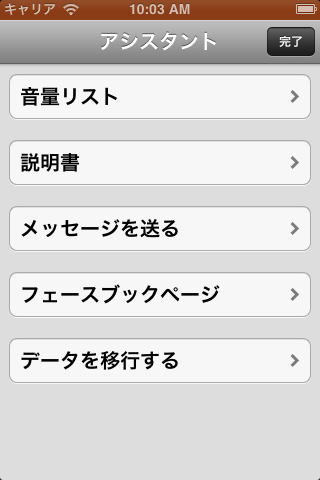 キャリア 10:03 AM
アシスタント 完了
音量リスト
説明書
メッセージを送る
フェースブックページ
データを移行する